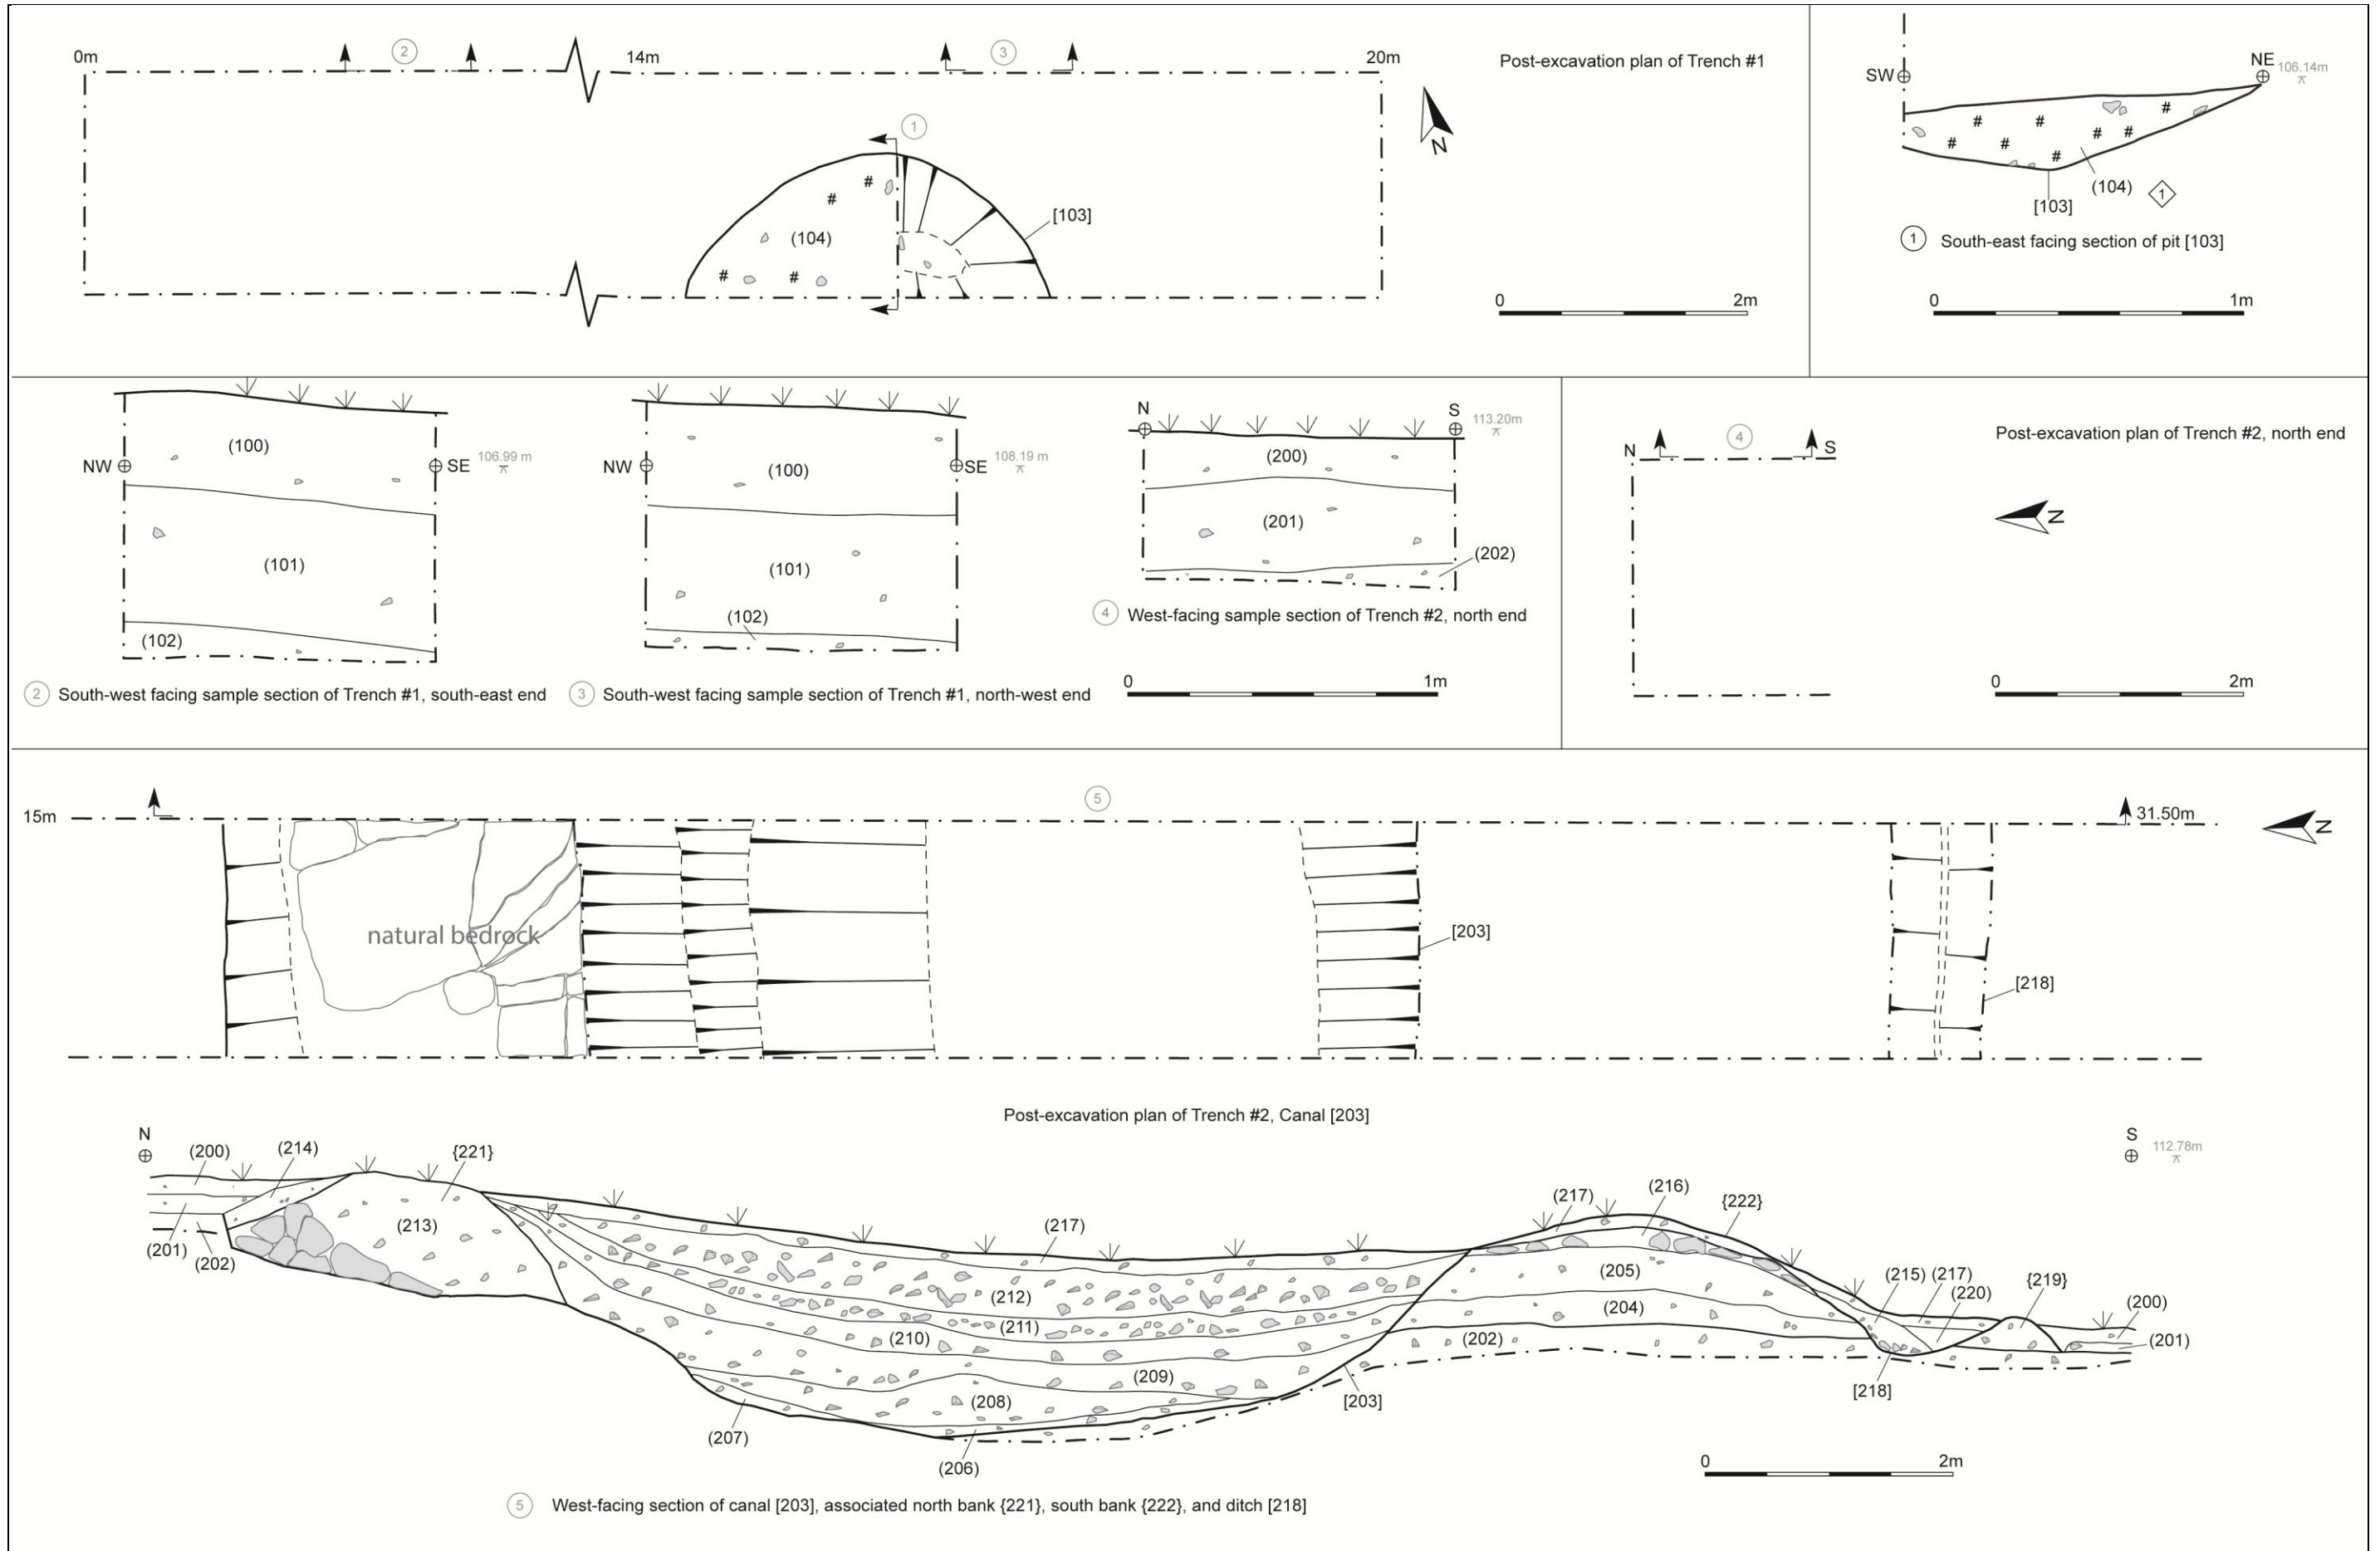 0m
2
14m
3
20m
Post-excavation plan of Trench #1
1
N
[103]
(104)
#
#
#
#
0 2m
SW
NE
106.14m
#
#
#
#
#
#
#
#
(104)
1
[103]
1 South-east facing section of pit [103]
0 1m
(100)
NW
SE
106.99 m
(101)
(102)
2 South-west facing sample section of Trench #1, south-east end
(100)
NW
SE
108.19 m
(101)
(102)
3 South-west facing sample section of Trench #1, north-west end
N
S
113.20m
(200)
(201)
(202)
4 West-facing sample section of Trench #2, north end
0 1m
N
4
S
Post-excavation plan of Trench #2, north end
N
0 2m
15m
5
31.50m
N
natural bedrock
[203]
[218]
Post-excavation plan of Trench #2, Canal [203]
N
S
112.78m
(200)
(214)
{221}
(213)
(201)
(202)
(217)
(212)
(211)
(210)
(209)
(208)
(207)
(206)
(217)
(216)
{222}
(205)
(204)
(202)
[203]
(215)
(217)
(220)
{219}
(200)
(201)
[218]
0 2m
5 West-facing section of canal [203], associated north bank {221}, south bank {222}, and ditch [218]